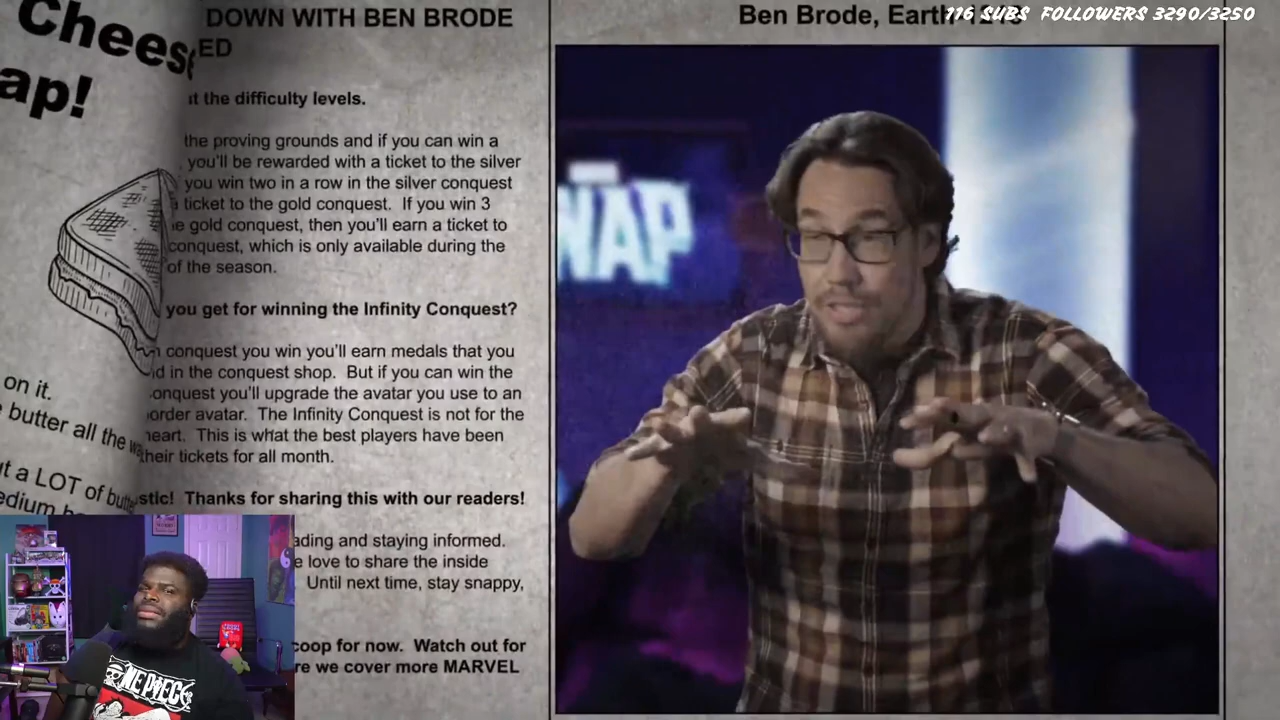 Chees
ap!
on it.
butter all the
t a LOT of
edium
DOWN WITH BEN BRODE
ED
t the difficulty levels.
the proving grounds and if you can win a
you'll be rewarded with a ticket to the silver
you win two in a row in the silver conquest
ticket to the gold conquest. If you win 3
gold conquest, then you'll earn a ticket to
conquest, which is only available during the
of the season.
you get for winning the Infinity Conquest?
conquest you win you'll earn medals that you
in the conquest shop. But if you can win the
onquest you'll upgrade the avatar you use to an
order avatar. The Infinity Conquest is not for the
heart. This is what the best players have been
their tickets for all month.
stic! Thanks for sharing this with our readers!
ading and staying informed.
e love to share the inside
Until next time, stay snappy,
coop for now. Watch out for
re we cover more MARVEL
Ben Brode, Earth
116 SUBS FOLLOWERS 3290/3250
NAP
ONE PIECE